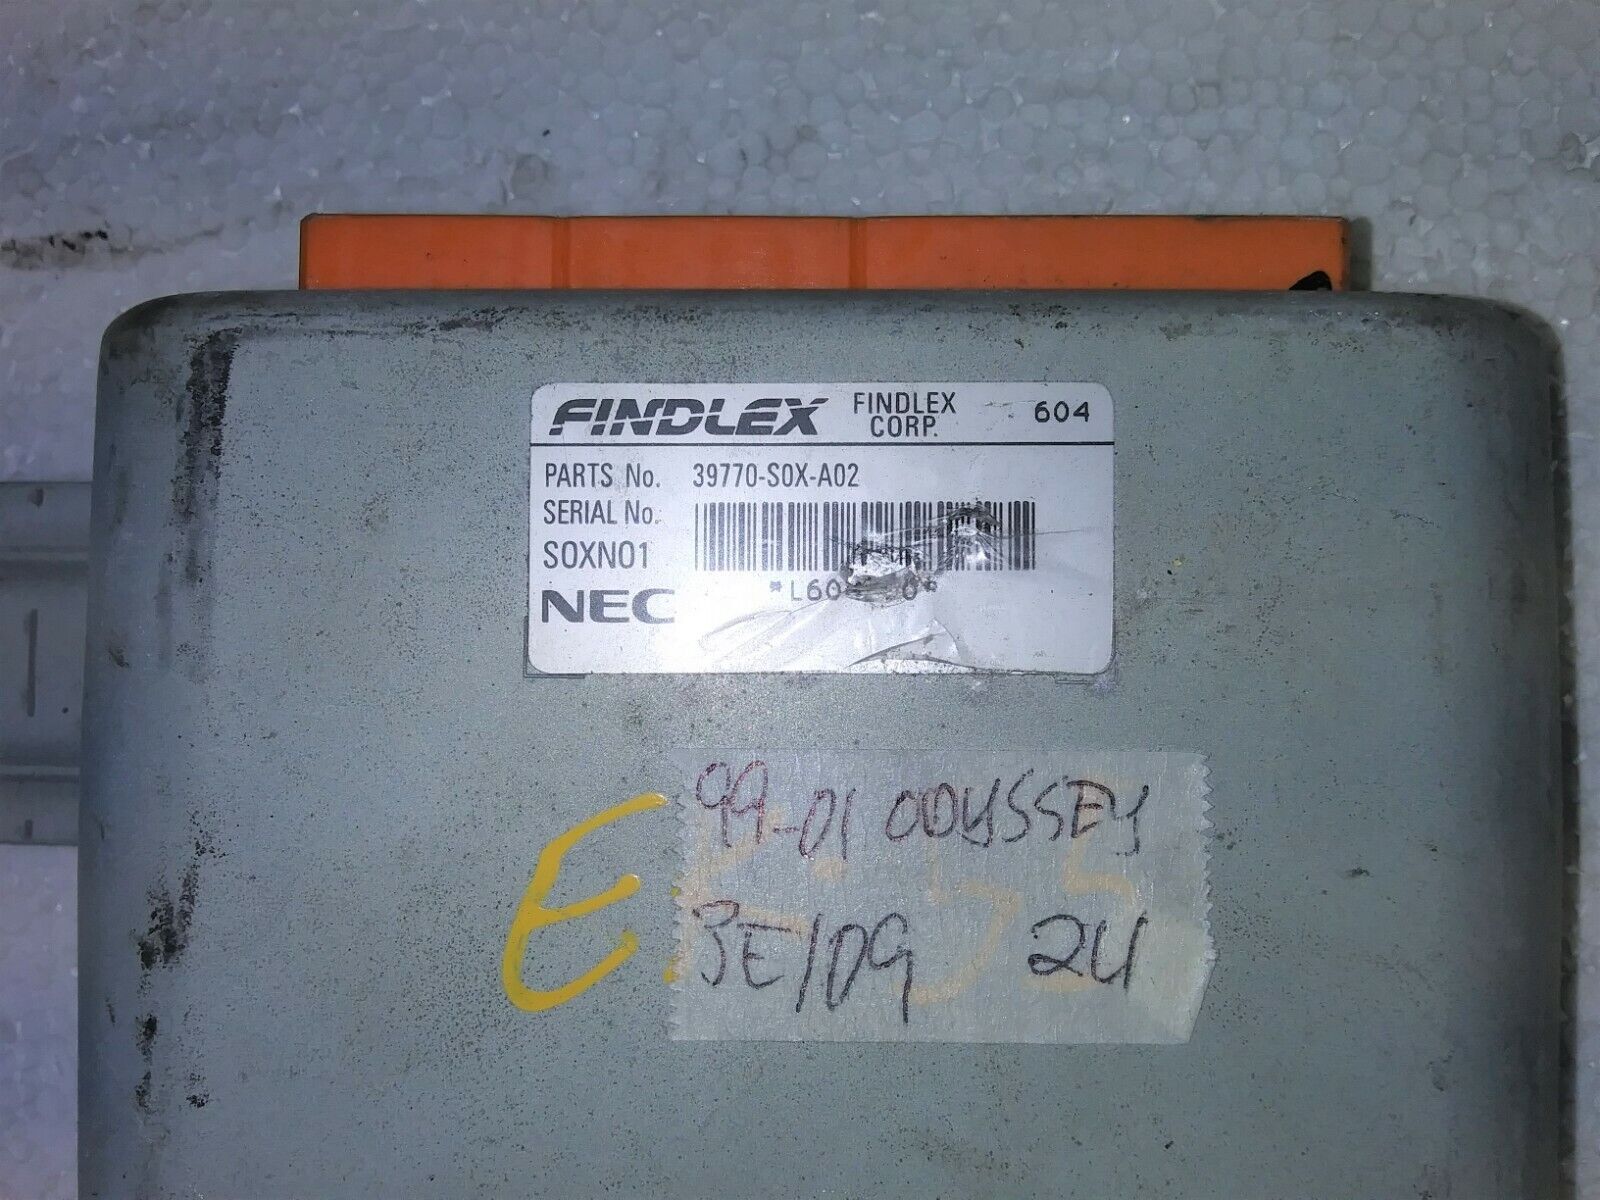 FINDLEX FINDLEX CORP. 604
PARTS No. 39770-S0X-A02
SERIAL No.
S0XN01
NEC
99-01 ODYSSEY
3E109 24
E